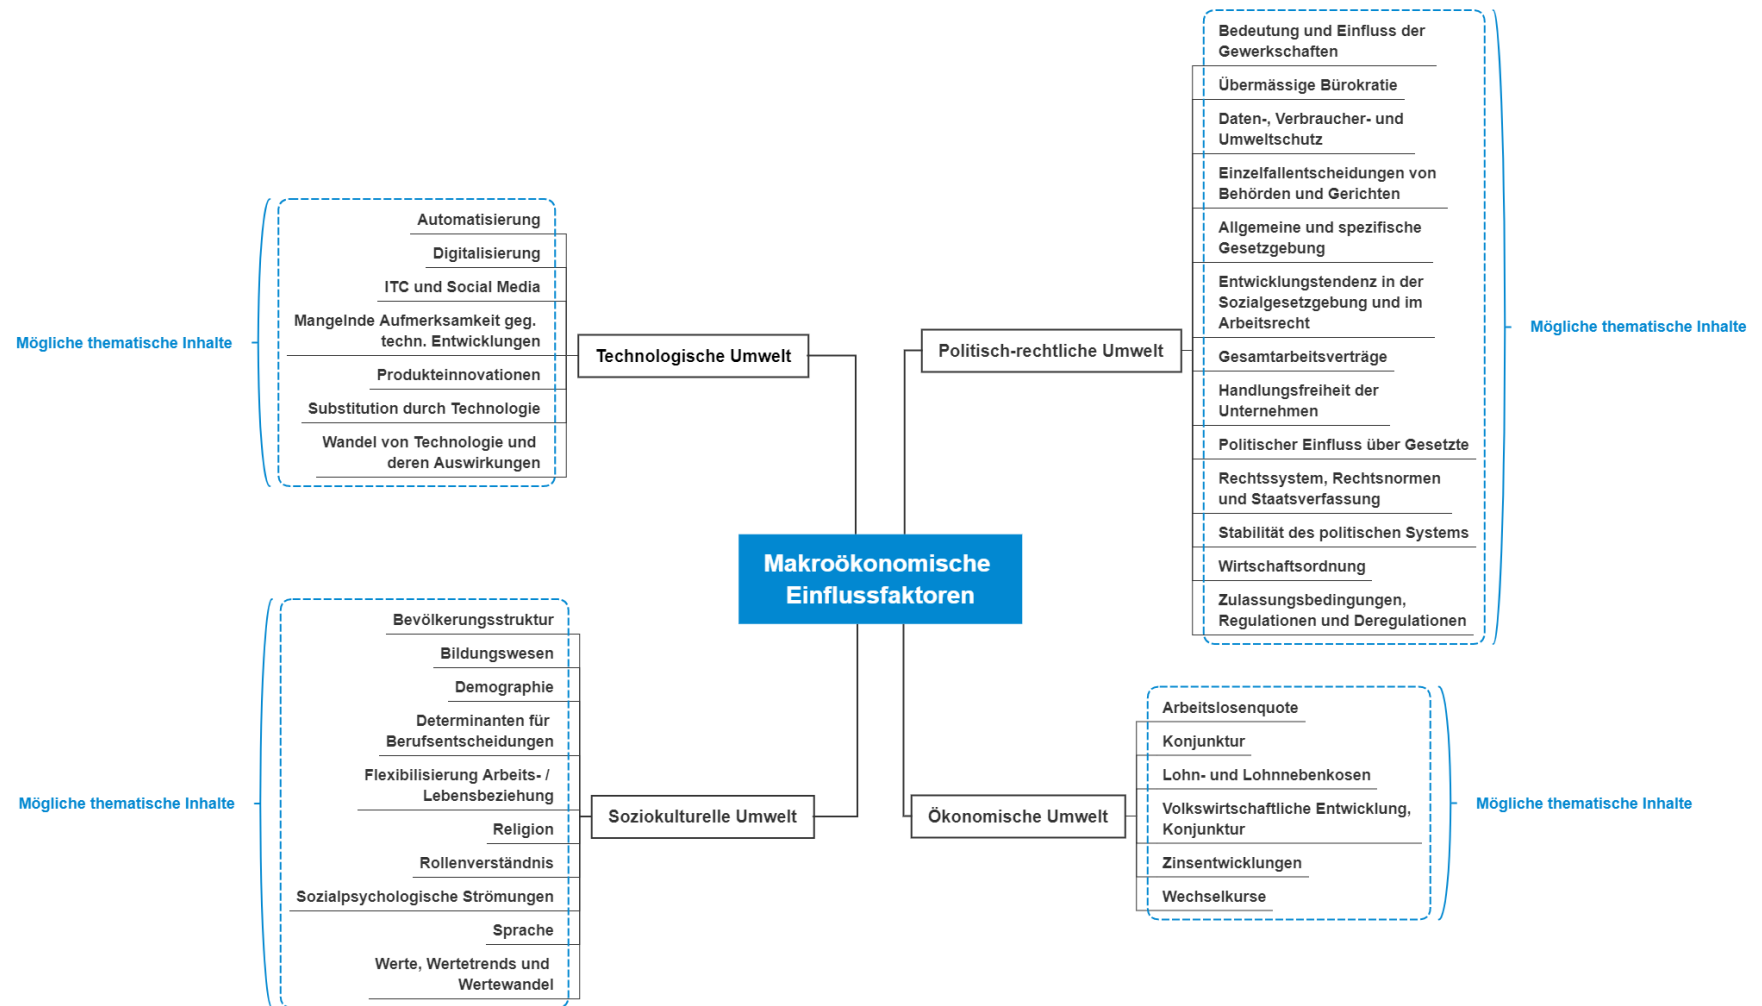 Makroökonomische
Einflussfaktoren
Technologische Umwelt
Automatisierung
Digitalisierung
ITC und Social Media
Mangelnde Aufmerksamkeit geg.
techn. Entwicklungen
Produkteinnovationen
Substitution durch Technologie
Wandel von Technologie und
deren Auswirkungen
Mögliche thematische Inhalte
Politisch-rechtliche Umwelt
Bedeutung und Einfluss der
Gewerkschaften
Übermässige Bürokratie
Daten-, Verbraucher- und
Umweltschutz
Einzelfallentscheidungen von
Behörden und Gerichten
Allgemeine und spezifische
Gesetzgebung
Entwicklungstendenz in der
Sozialgesetzgebung und im
Arbeitsrecht
Gesamtarbeitsverträge
Handlungsfreiheit der
Unternehmen
Politischer Einfluss über Gesetzte
Rechtssystem, Rechtsnormen
und Staatsverfassung
Stabilität des politischen Systems
Wirtschaftsordnung
Zulassungsbedingungen,
Regulationen und Deregulationen
Mögliche thematische Inhalte
Soziokulturelle Umwelt
Bevölkerungsstruktur
Bildungswesen
Demographie
Determinanten für
Berufsentscheidungen
Flexibilisierung Arbeits- /
Lebensbeziehung
Religion
Rollenverständnis
Sozialpsychologische Strömungen
Sprache
Werte, Wertetrends und
Wertewandel
Mögliche thematische Inhalte
Ökonomische Umwelt
Arbeitslosenquote
Konjunktur
Lohn- und Lohnnebenkosen
Volkswirtschaftliche Entwicklung,
Konjunktur
Zinsentwicklungen
Wechselkurse
Mögliche thematische Inhalte